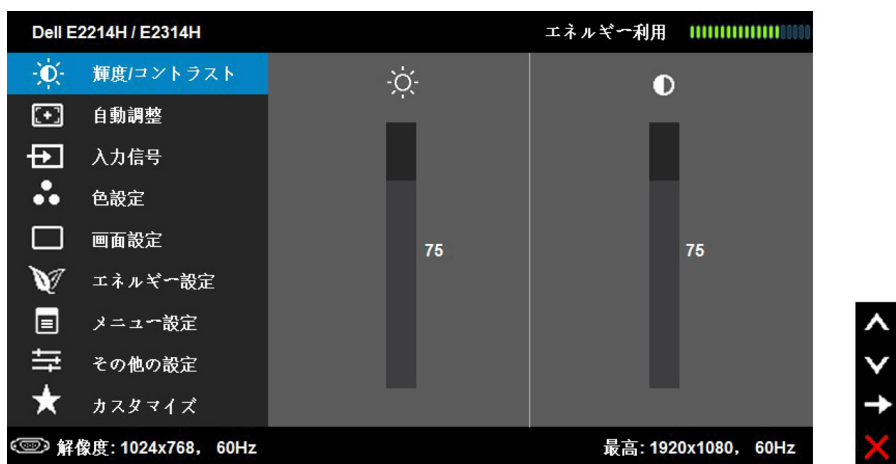 Dell E2214H / E2314H
エネルギー利用
輝度/コントラスト
自動調整
入力信号
色設定
画面設定
エネルギー設定
メニュー設定
その他の設定
カスタマイズ
75
75
解像度: 1024x768, 60Hz
最高: 1920x1080, 60Hz